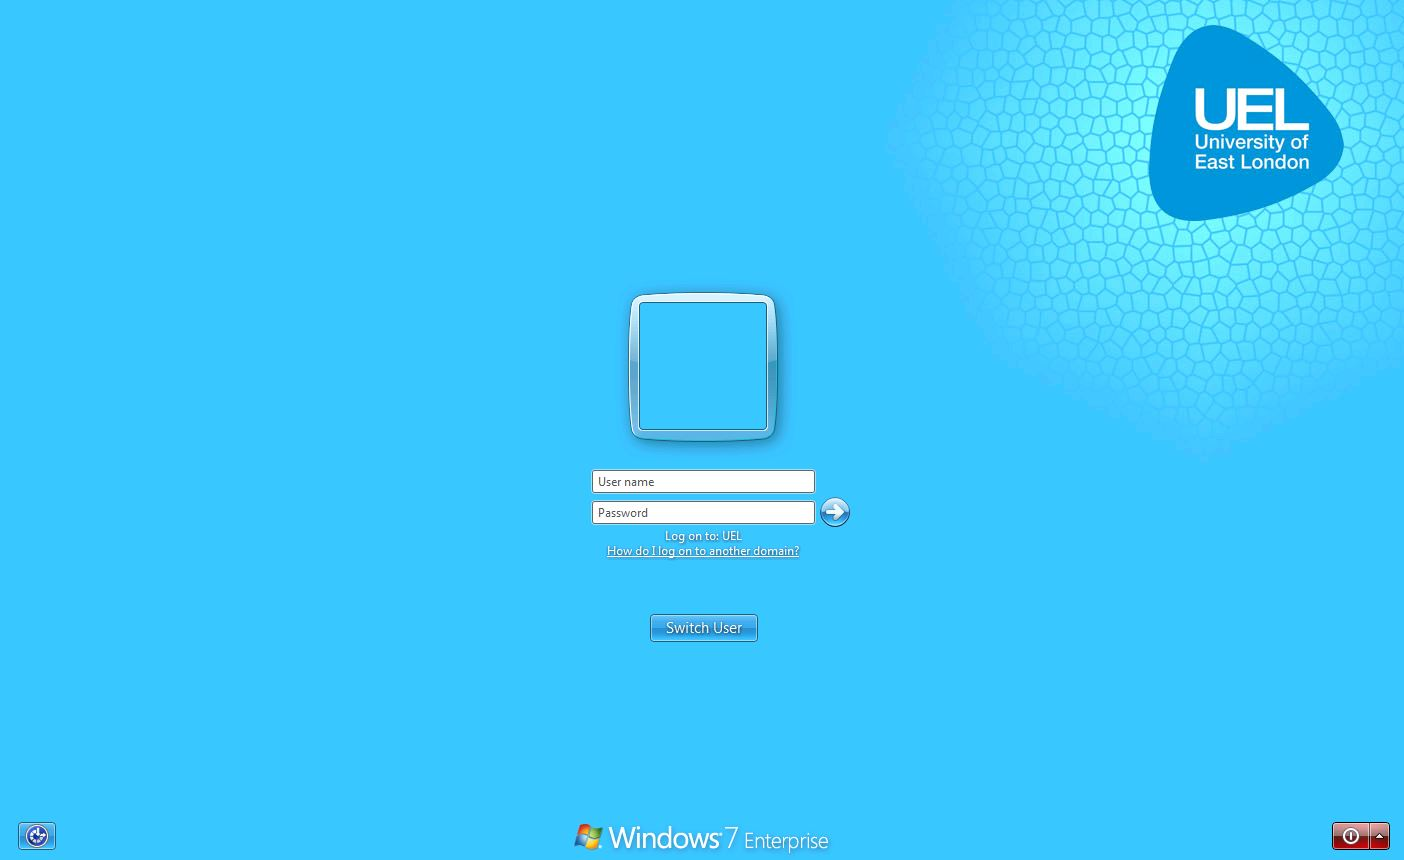 UEL
University of
East London
User name
Password
Log on to: UEL
How do I log on to another domain?
Switch User
Windows 7 Enterprise